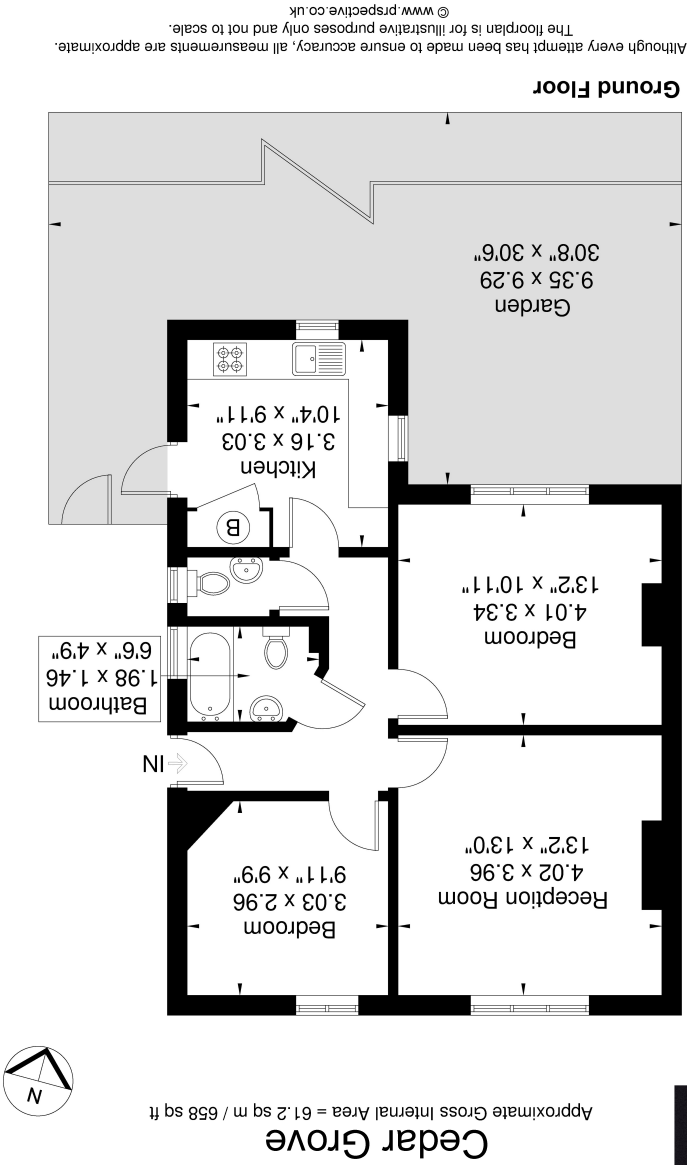 Cedar Grove
Approximate Gross Internal Area = 61.2 sq m / 658 sq ft
N
Bedroom
3.03 x 2.96
9'11" x 9'9"
Reception Room
4.02 x 3.96
13'2" x 13'0"
IN
Bathroom
1.98 x 1.46
6'6" x 4'9"
Bedroom
4.01 x 3.34
13'2" x 10'11"
B
Kitchen
3.16 x 3.03
10'4" x 9'11"
Garden
9.35 x 9.29
30'8" x 30'6"
Ground Floor
Although every attempt has been made to ensure accuracy, all measurements are approximate.
The floorplan is for illustrative purposes only and not to scale.
© www.prspective.co.uk